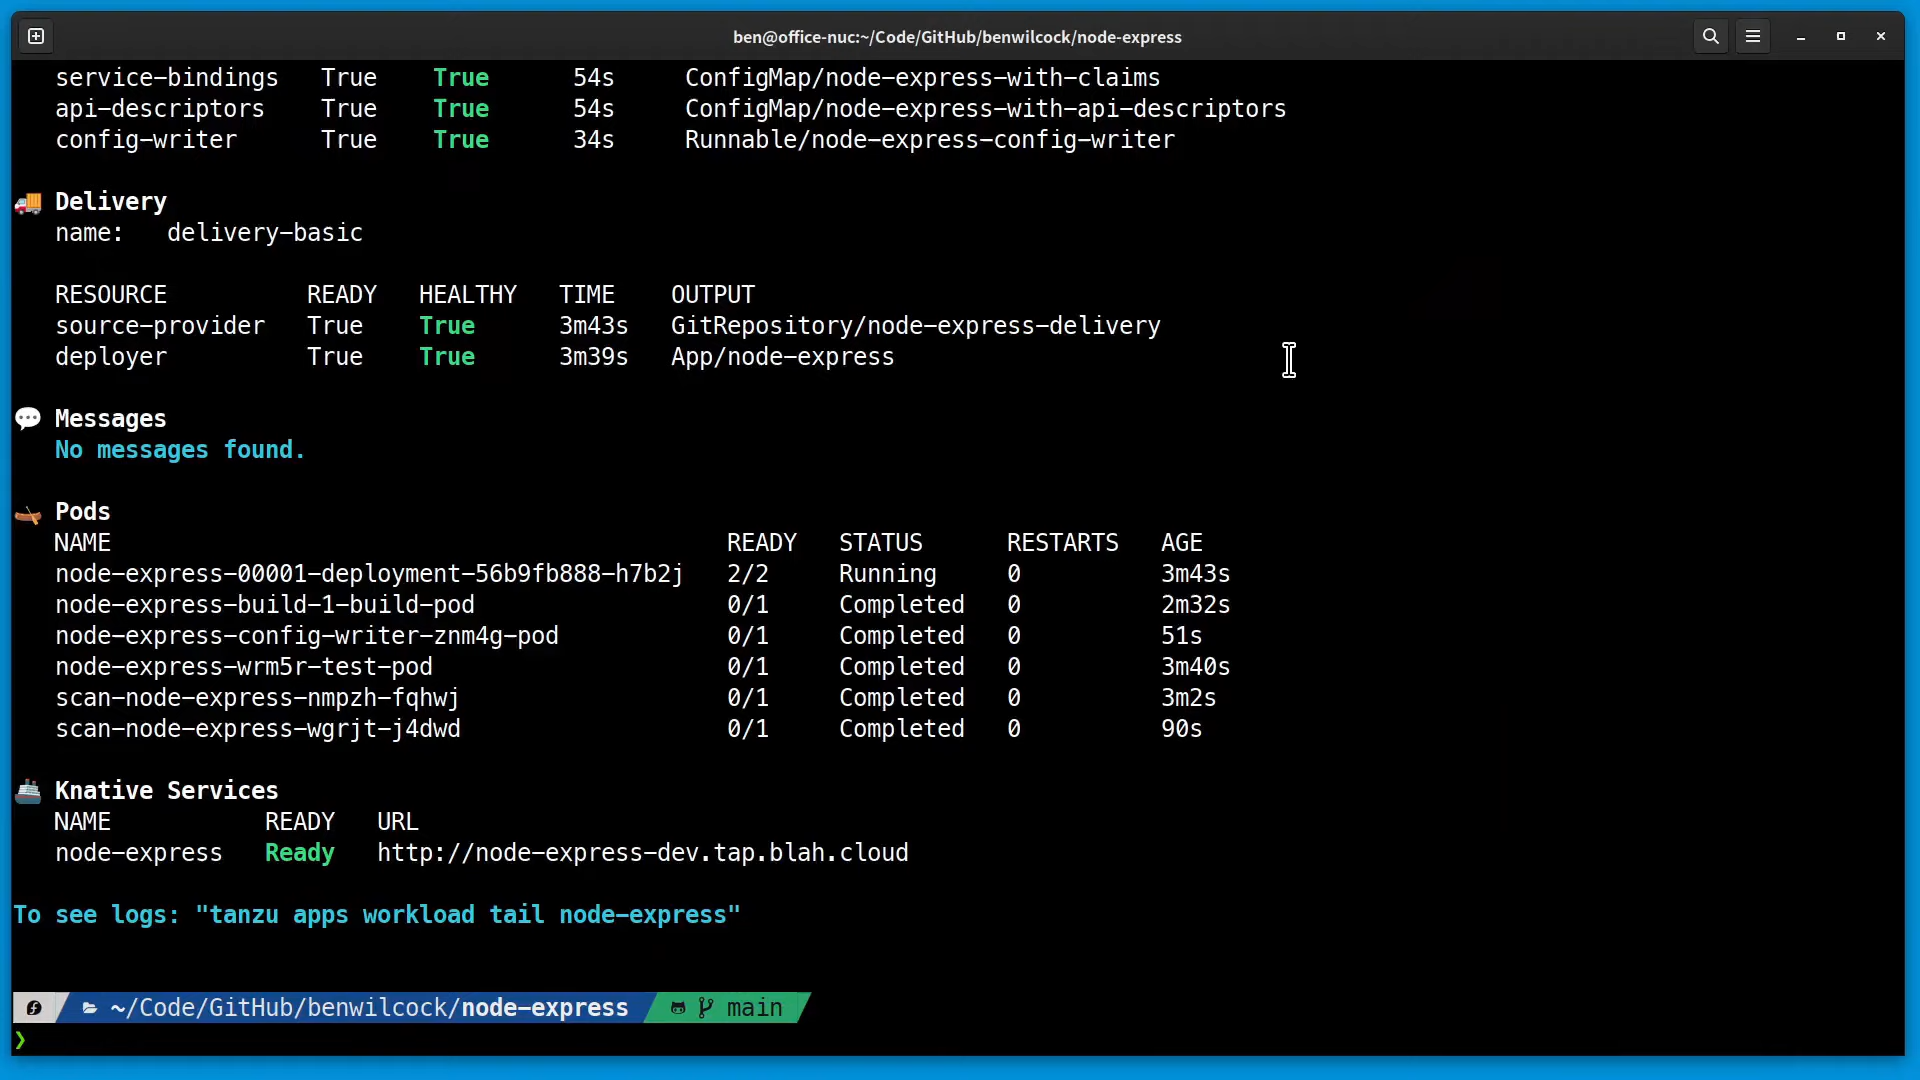 ben@office-nuc:~/Code/GitHub/benwilcock/node-express
service-bindings   True    True      54s     ConfigMap/node-express-with-claims
api-descriptors    True    True      54s     ConfigMap/node-express-with-api-descriptors
config-writer      True    True      34s     Runnable/node-express-config-writer
Delivery
name:   delivery-basic
RESOURCE          READY   HEALTHY   TIME    OUTPUT
source-provider   True    True      3m43s   GitRepository/node-express-delivery
deployer          True    True      3m39s   App/node-express
Messages
No messages found.
Pods
NAME                                            READY   STATUS      RESTARTS   AGE
node-express-00001-deployment-56b9fb888-h7b2j   2/2     Running     0          3m43s
node-express-build-1-build-pod                  0/1     Completed   0          2m32s
node-express-config-writer-znm4g-pod            0/1     Completed   0          51s
node-express-wrm5r-test-pod                     0/1     Completed   0          3m40s
scan-node-express-nmpzh-fqhwj                   0/1     Completed   0          3m2s
scan-node-express-wgrjt-j4dwd                   0/1     Completed   0          90s
Knative Services
NAME           READY   URL
node-express   Ready   http://node-express-dev.tap.blah.cloud
To see logs: "tanzu apps workload tail node-express"
~/Code/GitHub/benwilcock/node-express main
❯